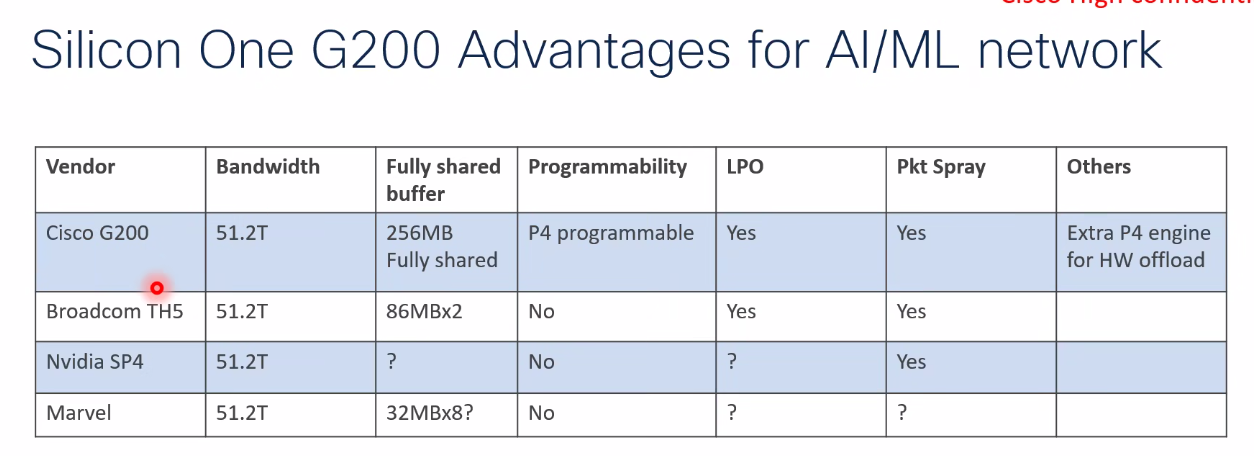 Cisco High confidenti
Silicon One G200 Advantages for AI/ML network
Vendor Bandwidth Fully shared buffer Programmability LPO Pkt Spray Others
Cisco G200 51.2T 256MB Fully shared P4 programmable Yes Yes Extra P4 engine for HW offload
Broadcom TH5 51.2T 86MBx2 No Yes Yes
Nvidia SP4 51.2T ? No ? Yes
Marvel 51.2T 32MBx8? No ? ?